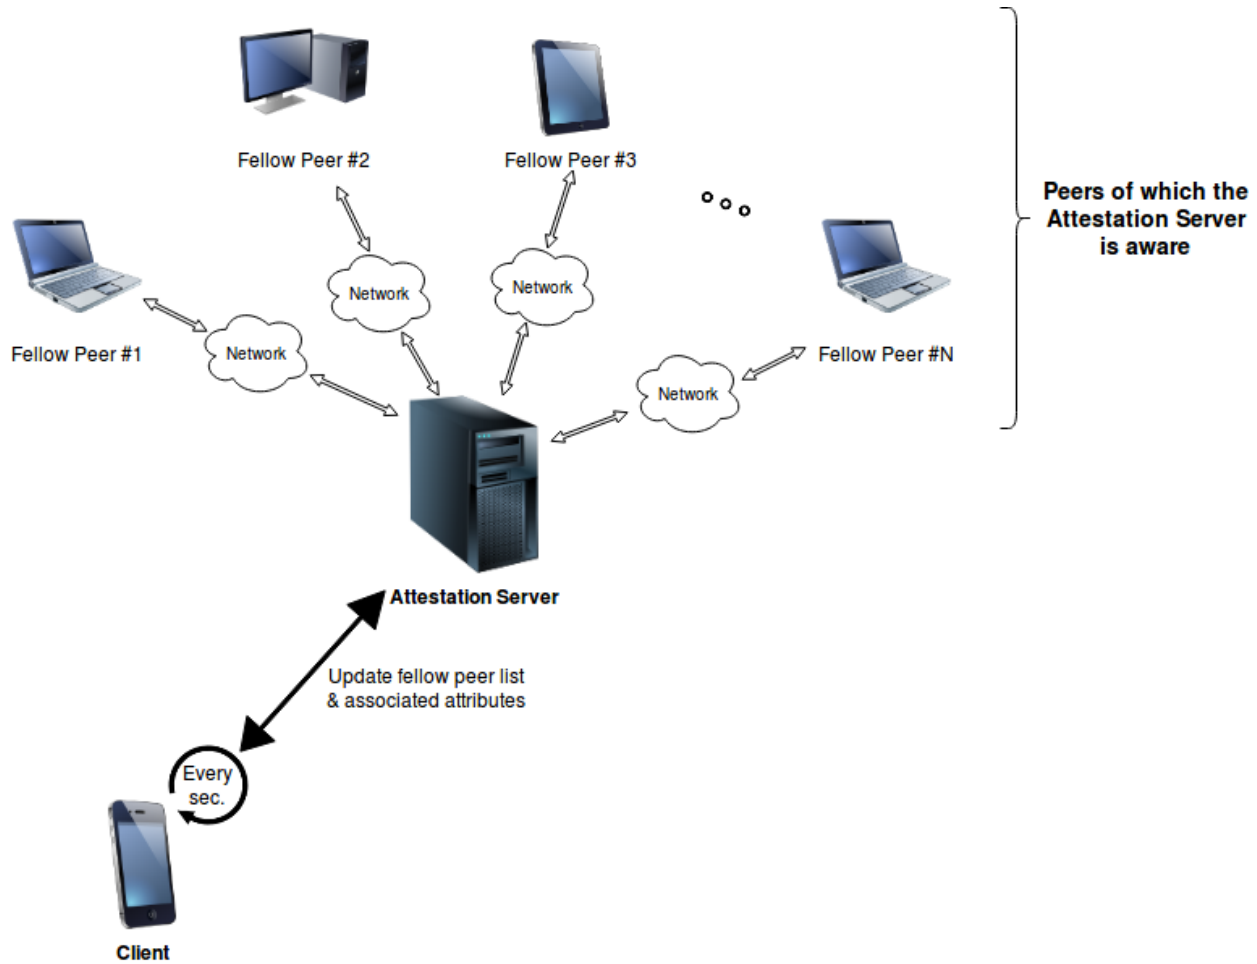 Fellow Peer #2
Fellow Peer #3
Peers of which the
Attestation Server
is aware
Network
Network
Fellow Peer #1
Network
Fellow Peer #N
Network
Attestation Server
Update fellow peer list
& associated attributes
Every
sec.
Client